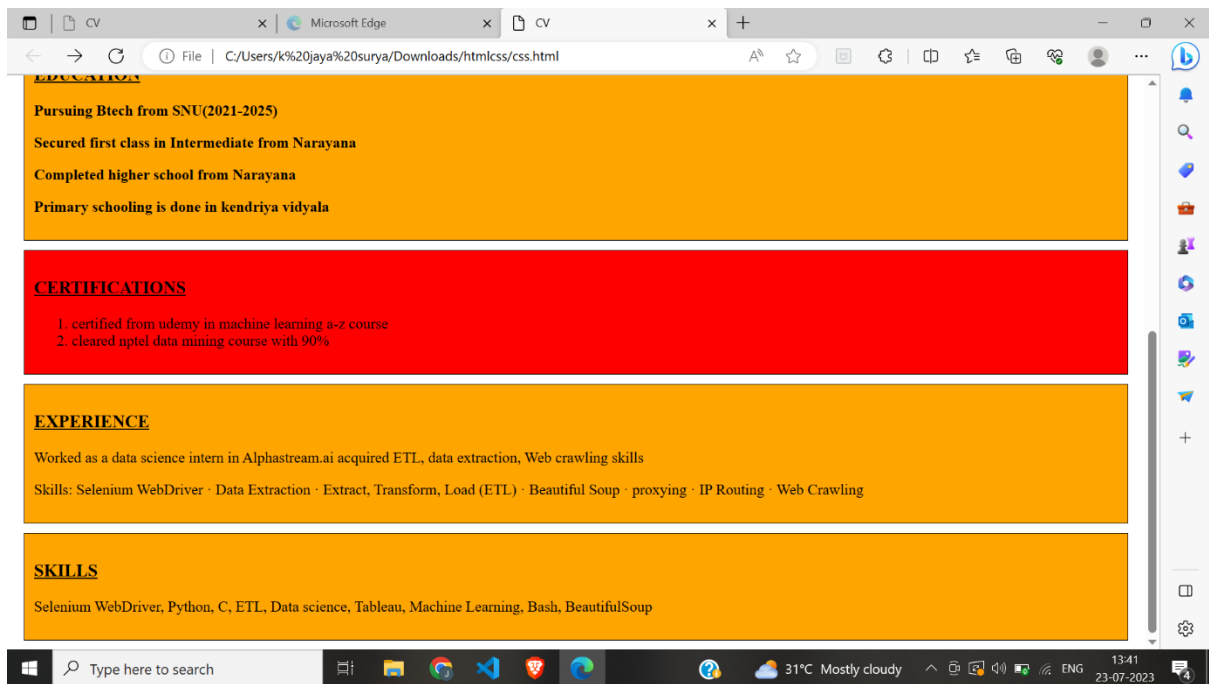 CV
Microsoft Edge
CV
File | C:/Users/k%20jaya%20surya/Downloads/htmlcss/css.html
EDUCATION
Pursuing Btech from SNU(2021-2025)
Secured first class in Intermediate from Narayana
Completed higher school from Narayana
Primary schooling is done in kendriya vidyala
CERTIFICATIONS
1. certified from udemy in machine learning a-z course
2. cleared nptel data mining course with 90%
EXPERIENCE
Worked as a data science intern in Alphastream.ai acquired ETL, data extraction, Web crawling skills
Skills: Selenium WebDriver · Data Extraction · Extract, Transform, Load (ETL) · Beautiful Soup · proxying · IP Routing · Web Crawling
SKILLS
Selenium WebDriver, Python, C, ETL, Data science, Tableau, Machine Learning, Bash, BeautifulSoup
Type here to search
31°C Mostly cloudy
ENG
13:41
23-07-2023
4